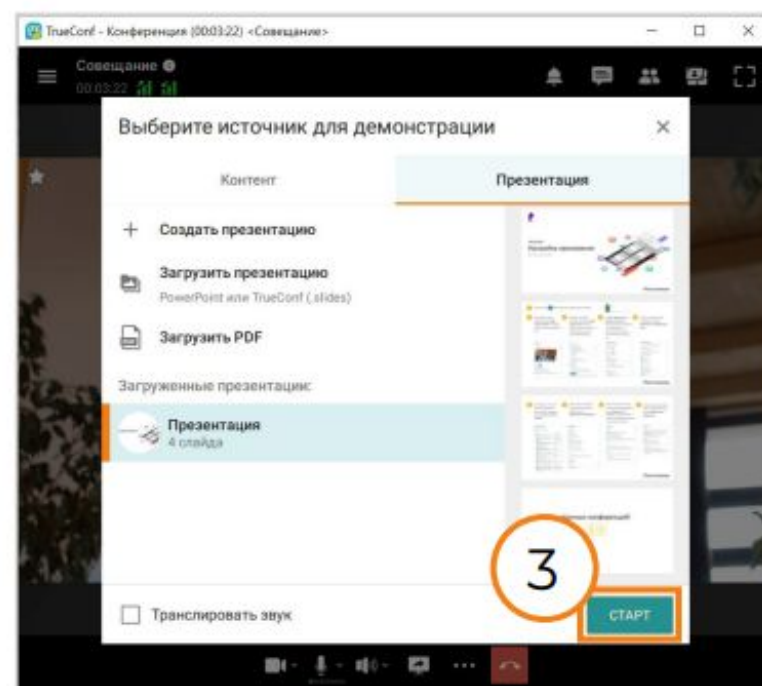 TrueConf - Конференция (00:03:22) <Совещание>
Совещание
00:03:22
Выберите источник для демонстрации
Контент
Презентация
Создать презентацию
Загрузить презентацию
PowerPoint или TrueConf (.slides)
Загрузить PDF
Загруженные презентации:
Презентация
4 слайда
3
Транслировать звук
СТАРТ